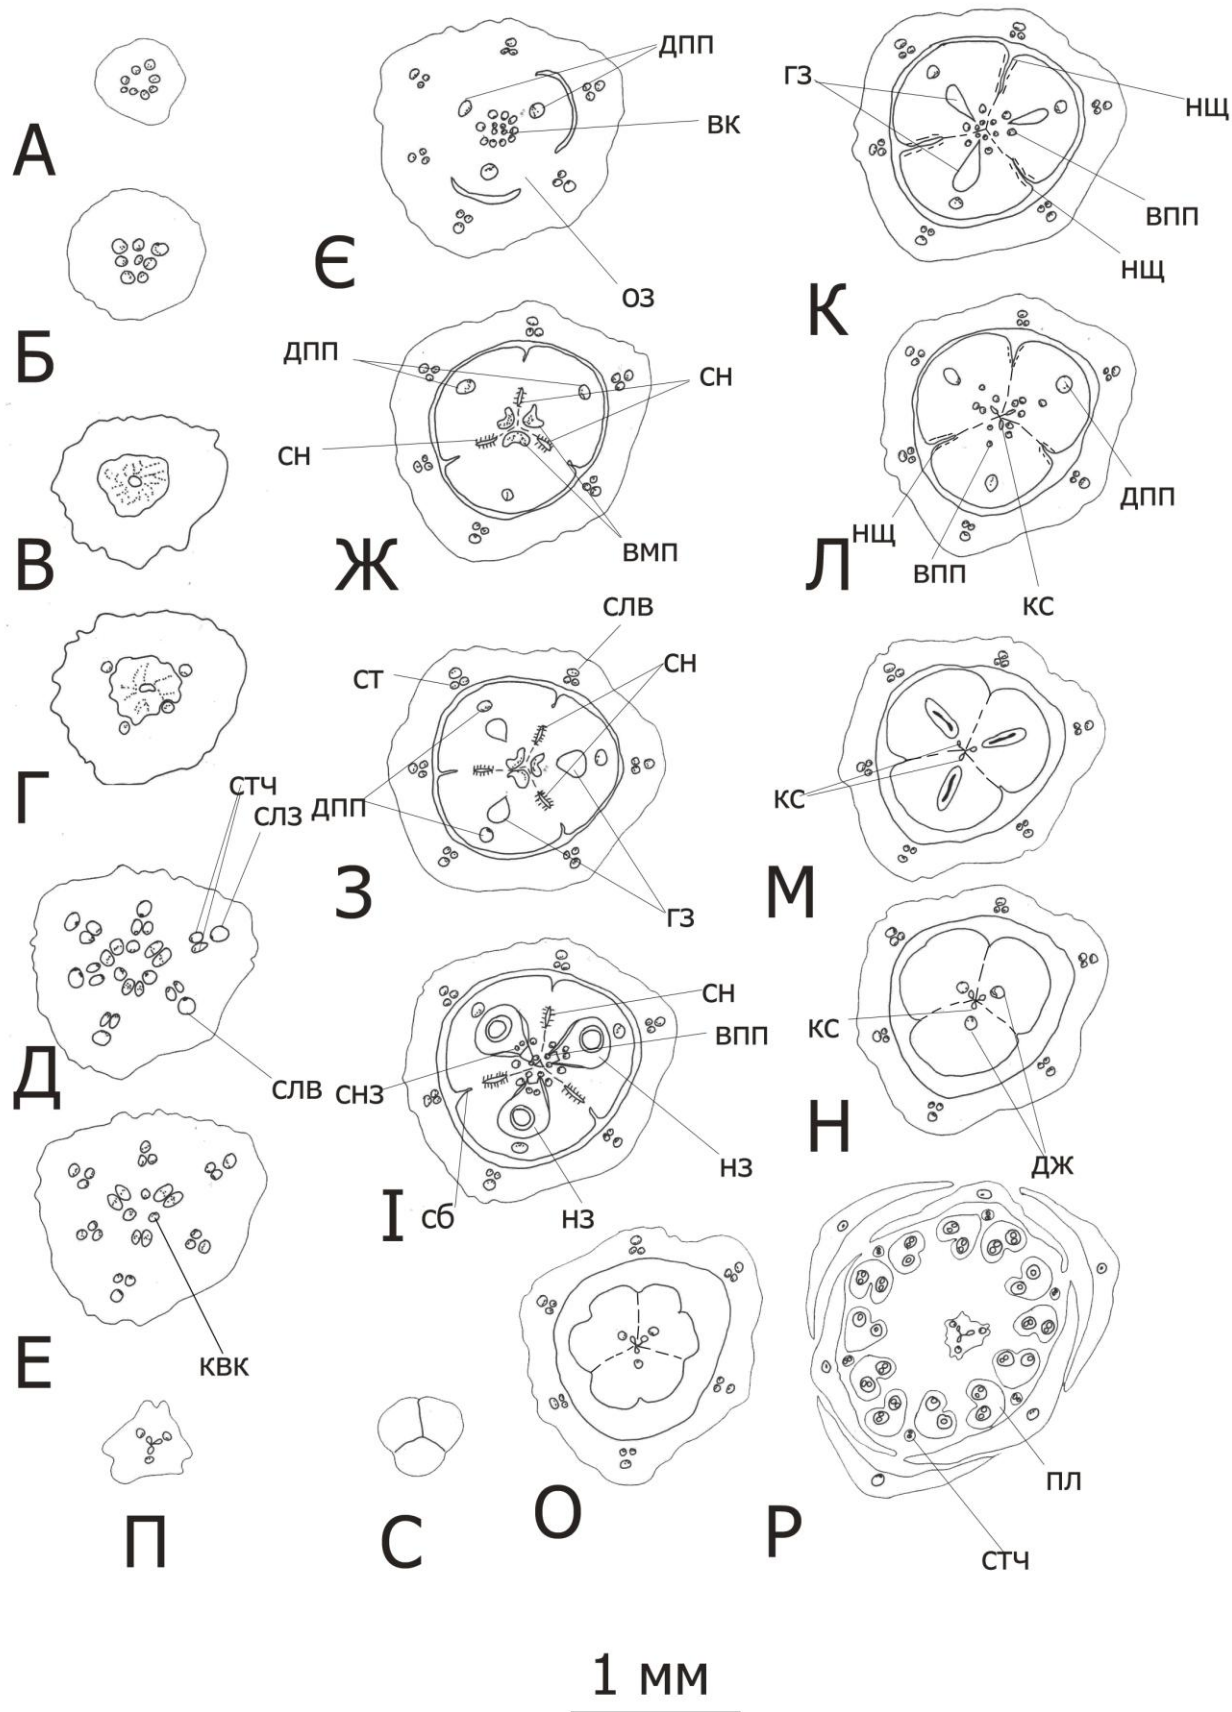 А
Б
В
Г
СТЧ
СЛЗ
Д
СЛВ
Е
КВК
П
ДПП
ВК
Є
ОЗ
ДПП
СН
СН
Ж
ВМП
СЛВ
СТ
СН
ДПП
З
ГЗ
СН
ВПП
СНЗ
НЗ
І
сб
НЗ
С
О
ГЗ
НЩ
ВПП
НЩ
К
ДПП
НЩ
Л
ВПП
КС
КС
М
КС
Н
ДЖ
ПЛ
Р
СТЧ
1 мм